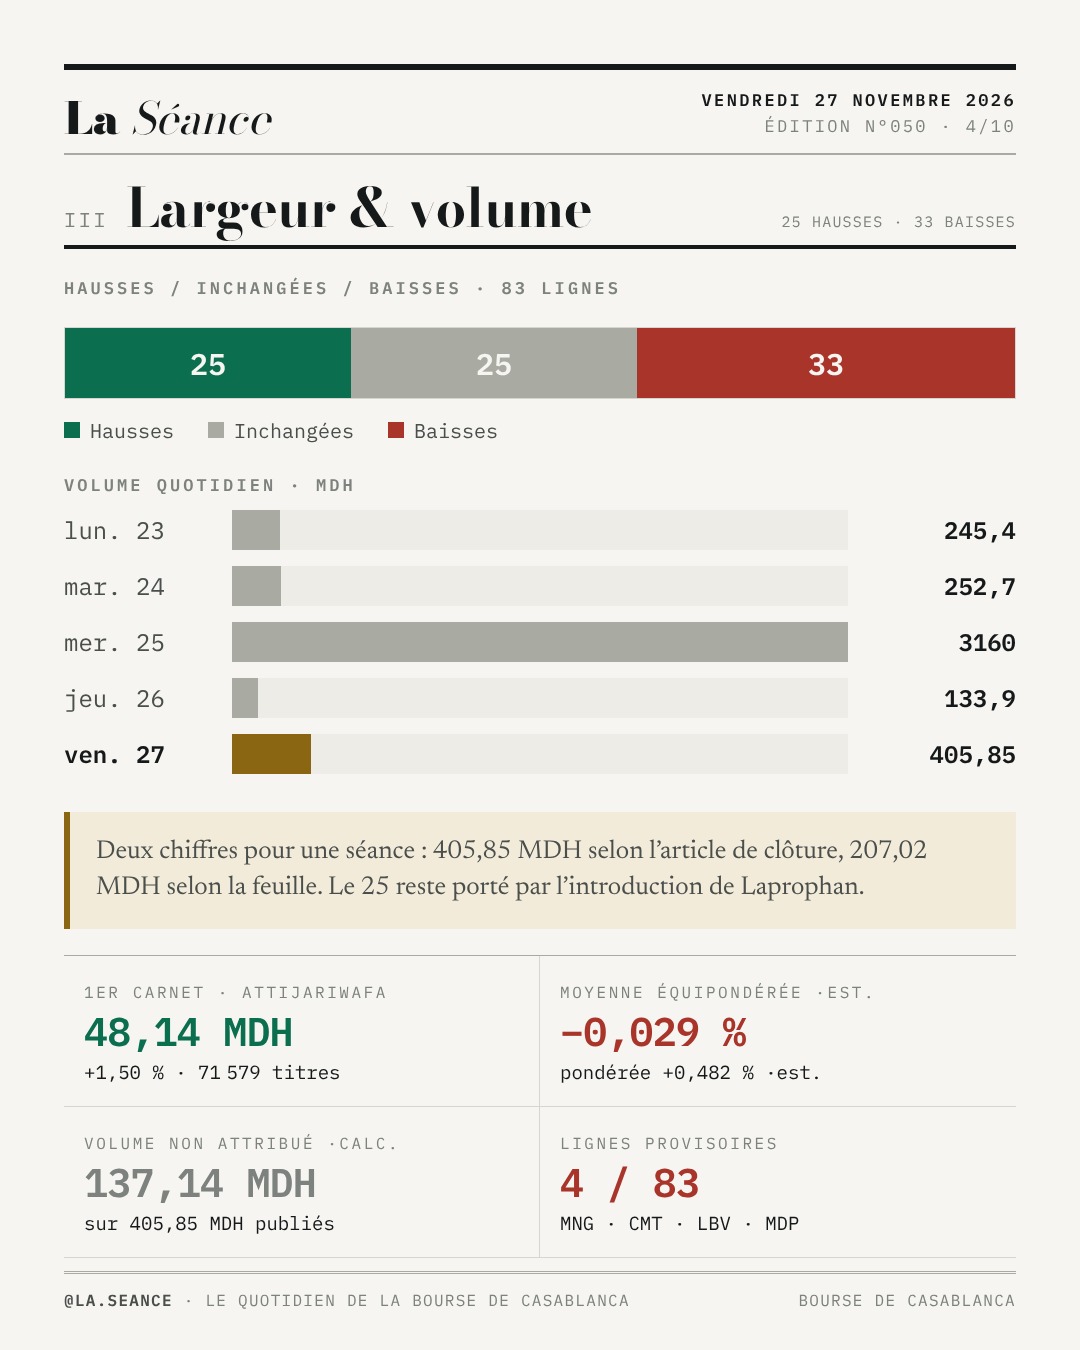 La Séance
VENDREDI 27 NOVEMBRE 2026
ÉDITION N°050 · 4/10
III Largeur & volume
25 HAUSSES · 33 BAISSES
HAUSSES / INCHANGÉES / BAISSES · 83 LIGNES
25 25 33
Hausses Inchangées Baisses
VOLUME QUOTIDIEN · MDH
lun. 23 245,4
mar. 24 252,7
mer. 25 3160
jeu. 26 133,9
ven. 27 405,85
Deux chiffres pour une séance : 405,85 MDH selon l’article de clôture, 207,02
MDH selon la feuille. Le 25 reste porté par l’introduction de Laprophan.
1ER CARNET · ATTIJARIWAFA
48,14 MDH
+1,50 % · 71 579 titres
MOYENNE ÉQUIPONDÉRÉE ·EST.
−0,029 %
pondérée +0,482 % ·est.
VOLUME NON ATTRIBUÉ ·CALC.
137,14 MDH
sur 405,85 MDH publiés
LIGNES PROVISOIRES
4 / 83
MNG · CMT · LBV · MDP
@LA.SEANCE · LE QUOTIDIEN DE LA BOURSE DE CASABLANCA
BOURSE DE CASABLANCA